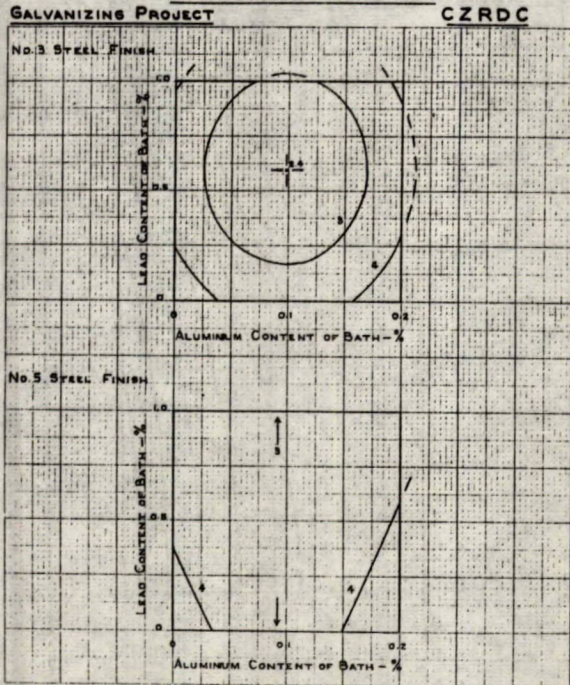 GALVANIZING PROJECT CZRDC
No. 3 STEEL FINISH
LEAD CONTENT OF BATH - %
1.0
0.5
0
3
4
0 0.1 0.2
ALUMINUM CONTENT OF BATH - %
No. 5. STEEL FINISH
LEAD CONTENT OF BATH - %
1.0
0.5
0
3
4
4
0 0.1 0.2
ALUMINUM CONTENT OF BATH - %